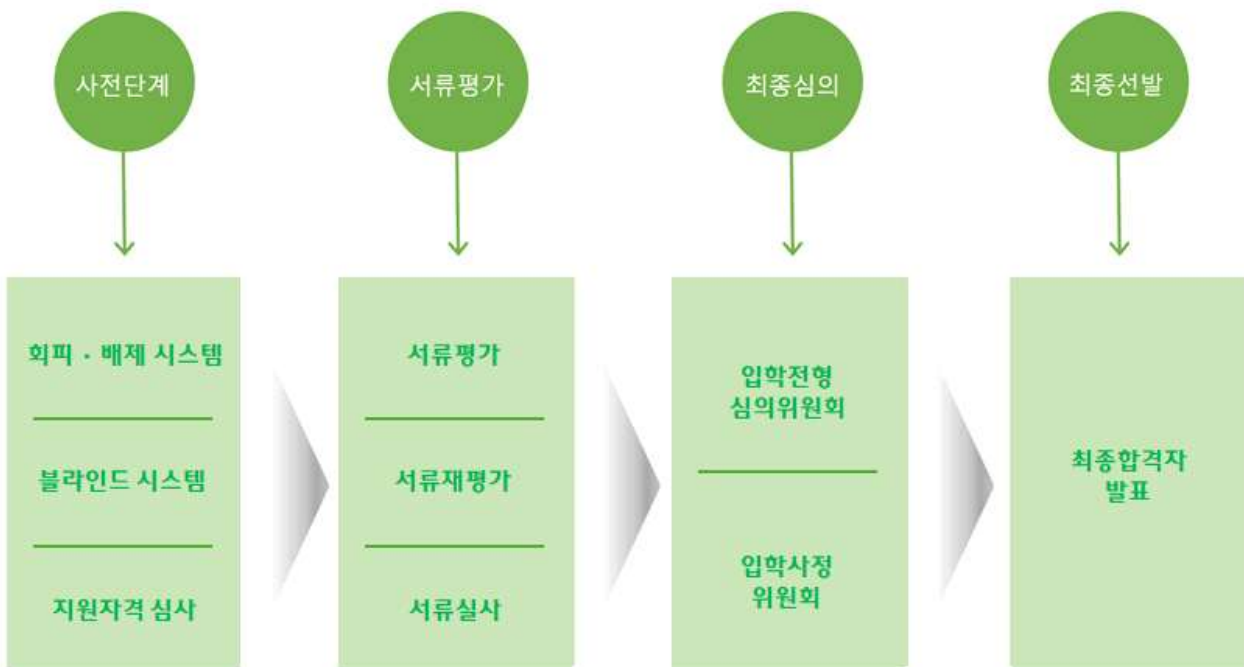 사전단계
서류평가
최종심의
최종선발
회피 · 배제 시스템
블라인드 시스템
지원자격 심사
서류평가
서류재평가
서류실사
입학전형
심의위원회
입학사정
위원회
최종합격자
발표